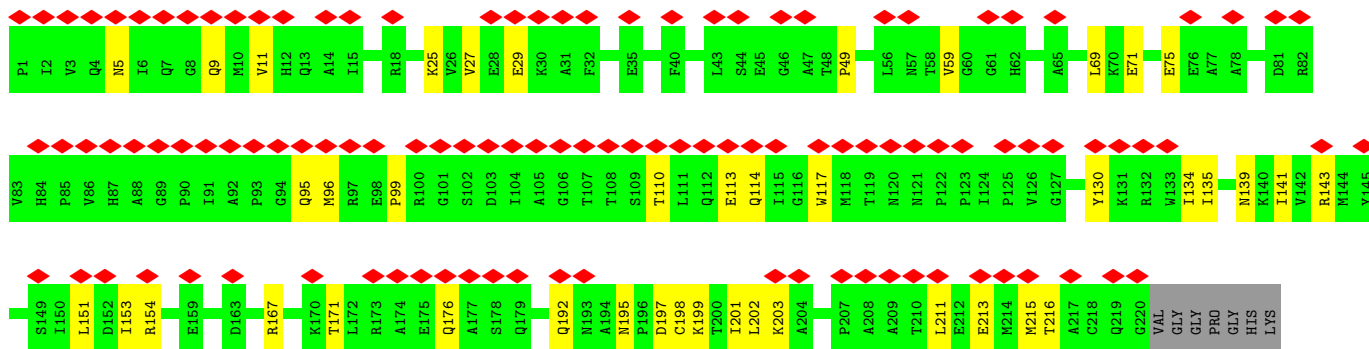 P1 I2 V3 Q4 N5 I6 Q7 G8 Q9 M10 V11 H12 Q13 A14 I15 R18 K25 V26 V27 E28 E29 K30 A31 F32 E35 F40 L43 S44 E45 G46 A47 T48 P49 L56 N57 T58 V59 G60 G61 H62 A65 L69 K70 E71 E75 E76 A77 A78 D81 R82
V83 H84 P85 V86 H87 A88 G89 P90 I91 A92 P93 G94 Q95 M96 R97 E98 P99 R100 G101 S102 D103 I104 A105 G106 T107 T108 S109 T110 L111 Q112 E113 Q114 I115 G116 W117 M118 T119 N120 N121 P122 P123 I124 P125 V126 G127 Y130 K131 R132 W133 I134 I135 N139 K140 I141 V142 R143 M144 Y145
S149 I150 L151 D152 I153 R154 E159 D163 R167 K170 T171 L172 R173 A174 E175 Q176 A177 S178 Q179 Q192 N193 A194 N195 P196 D197 C198 K199 T200 I201 L202 K203 A204 P207 A208 A209 T210 L211 E212 E213 M214 M215 T216 A217 C218 Q219 G220 VAL GLY GLY PRO GLY HIS LYS